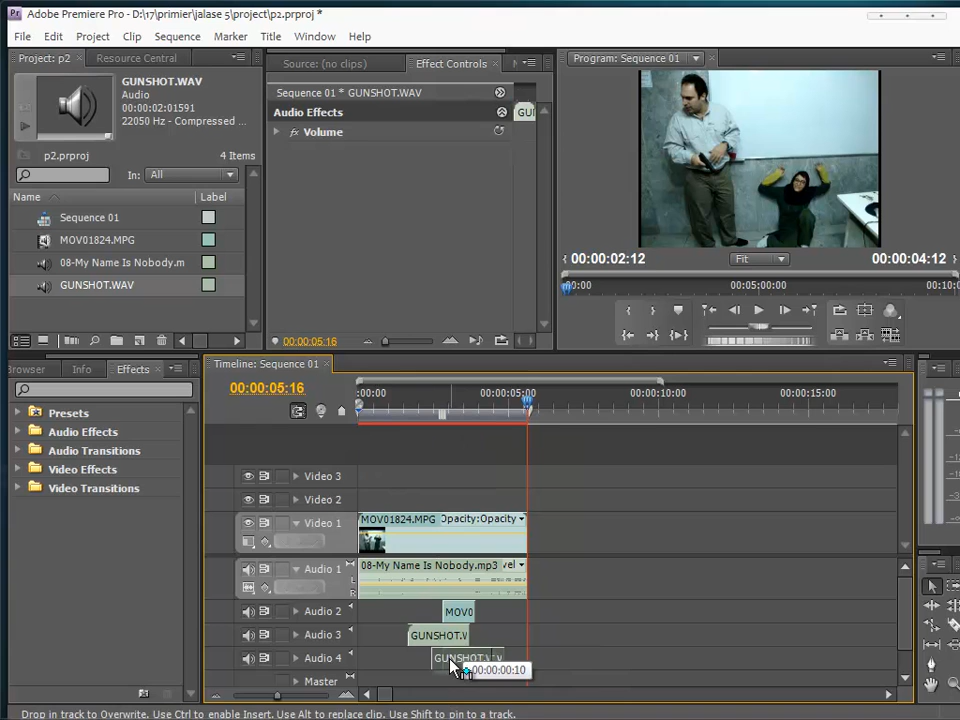 Adobe Premiere Pro - D:\17\primier\jalase 5\project\p2.prproj *
File Edit Project Clip Sequence Marker Title Window Help
Project: p2 Resource Central
GUNSHOT.WAV
Audio
00:00:02:01591
22050 Hz - Compressed ...
p2.prproj 4 Items
In: All
Name Label
Sequence 01
MOV01824.MPG
08-My Name Is Nobody.m
GUNSHOT.WAV
Source: (no clips) Effect Controls
Sequence 01 * GUNSHOT.WAV
Audio Effects
fx Volume
00:00:05:16
Program: Sequence 01
00:00:02:12 Fit 00:00:04:12
00:00 00:05:00:00 00:10:0
Info Effects
Presets
Audio Effects
Audio Transitions
Video Effects
Video Transitions
Timeline: Sequence 01
00:00:05:16
:00:00 00:00:05:00 00:00:10:00 00:00:15:00
Video 3
Video 2
Video 1 MOV01824.MPG Opacity:Opacity
Audio 1 08-My Name Is Nobody.mp3 vel
L
R
Audio 2 MOV0
Audio 3 GUNSHOT.W
Audio 4 GUNSHOT.W
00:00:00:10
Master
Drop in track to Overwrite. Use Ctrl to enable Insert. Use Alt to replace clip. Use Shift to pin to a track.